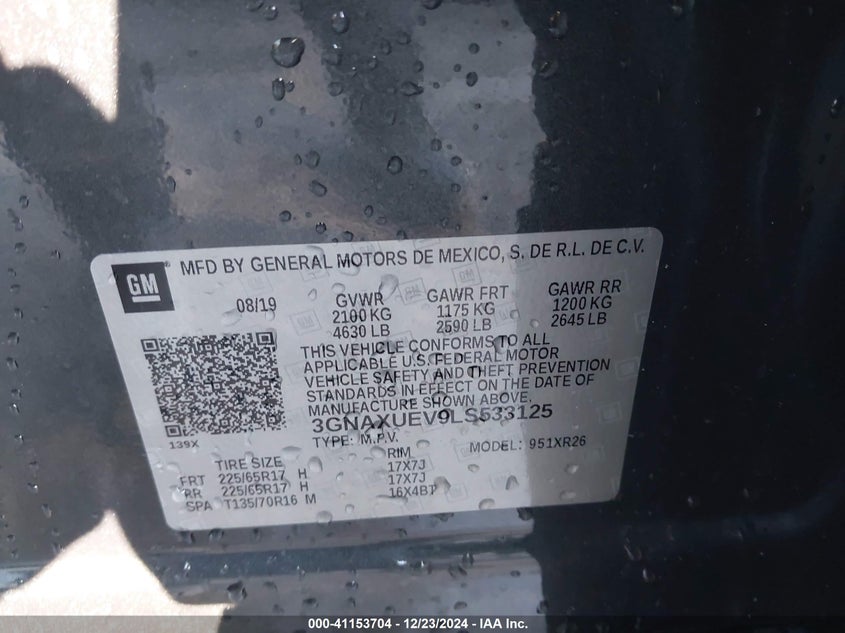 GM
MFD BY GENERAL MOTORS DE MEXICO, S. DE R.L. DE C.V.
08/19
GVWR
2100 KG
4630 LB
GAWR FRT
1175 KG
2590 LB
GAWR RR
1200 KG
2645 LB
THIS VEHICLE CONFORMS TO ALL
APPLICABLE U.S. FEDERAL MOTOR
VEHICLE SAFETY AND THEFT PREVENTION
STANDARDS IN EFFECT ON THE DATE OF
MANUFACTURE SHOWN ABOVE.
3GNAXUEV9LS533125
TYPE: M.P.V.
MODEL: 951XR26
139X
TIRE SIZE RIM
FRT 225/65R17 H 17X7J
RR 225/65R17 H 17X7J
SPA T135/70R16 M 16X4BT
000-41153704 - 12/23/2024 - IAA Inc.